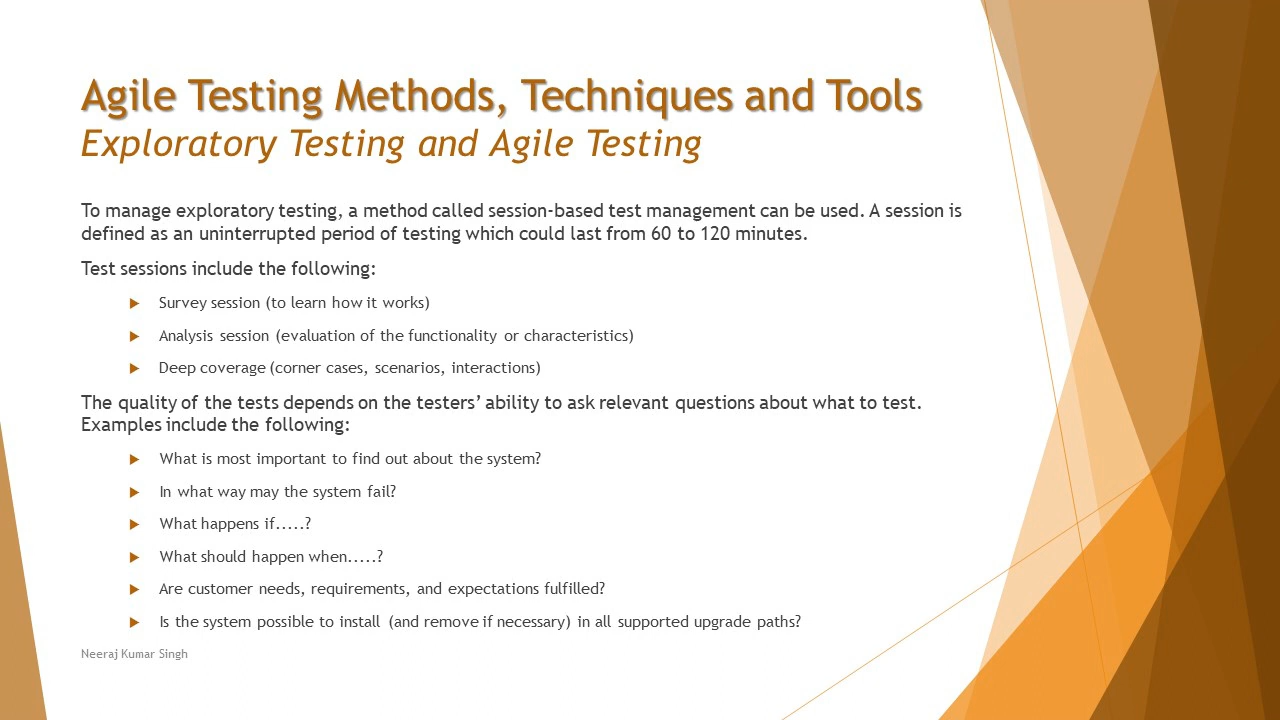 Agile Testing Methods, Techniques and Tools
Exploratory Testing and Agile Testing
To manage exploratory testing, a method called session-based test management can be used. A session is
defined as an uninterrupted period of testing which could last from 60 to 120 minutes.
Test sessions include the following:
Survey session (to learn how it works)
Analysis session (evaluation of the functionality or characteristics)
Deep coverage (corner cases, scenarios, interactions)
The quality of the tests depends on the testers’ ability to ask relevant questions about what to test.
Examples include the following:
What is most important to find out about the system?
In what way may the system fail?
What happens if.....?
What should happen when.....?
Are customer needs, requirements, and expectations fulfilled?
Is the system possible to install (and remove if necessary) in all supported upgrade paths?
Neeraj Kumar Singh